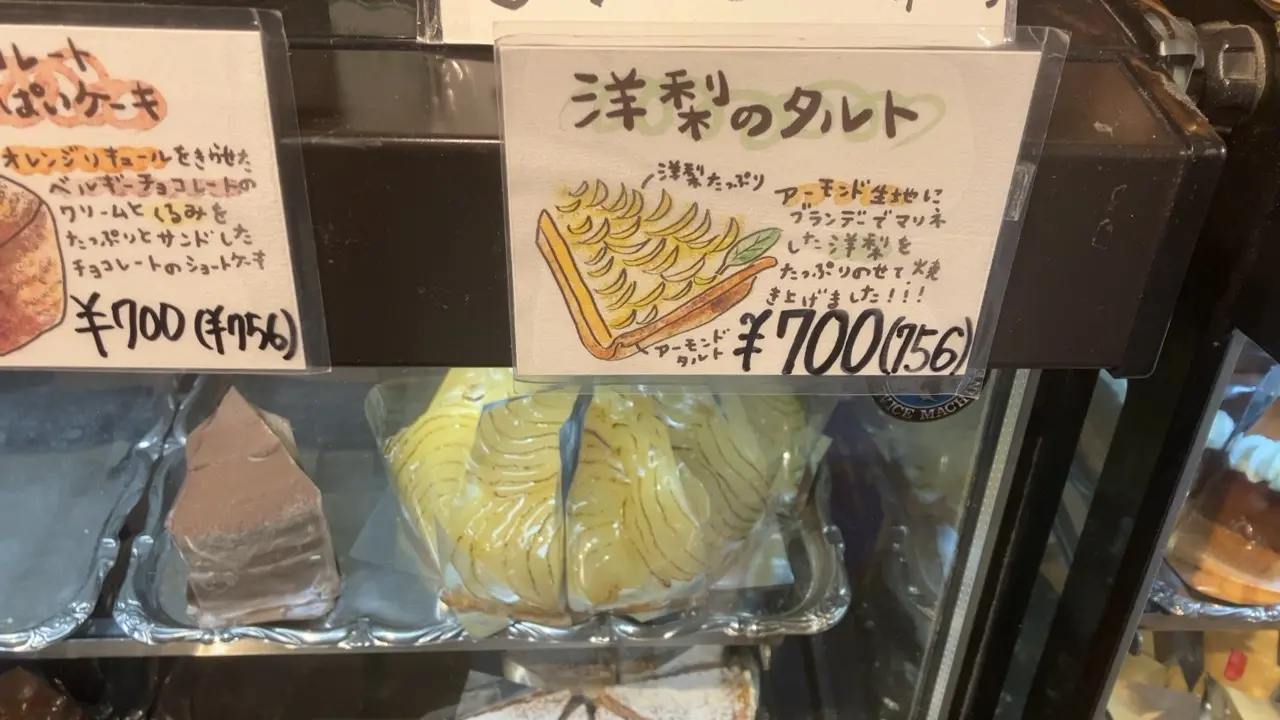 コレート
ぱいケーキ
オレンジリキュールをきらせた
ベルギーチョコレートの
クリームとくるみを
たっぷりとサンドした
チョコレートのショートケーキ
¥700(¥756)
洋梨のタルト
洋梨たっぷり
アーモンド生地に
ブランデーでマリネ
した洋梨を
たっぷりのせて焼
き上げました!!!
アーモンド
タルト
¥700(756)
VICE MACHIN